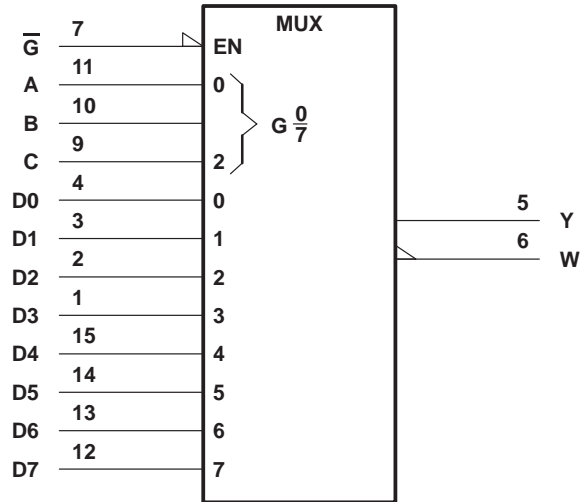 MUX
G̅ 7 EN
A 11 0
B 10
G 0/7
C 9 2
D0 4 0
D1 3 1
D2 2 2
D3 1 3
D4 15 4
D5 14 5
D6 13 6
D7 12 7
5 Y
6 W